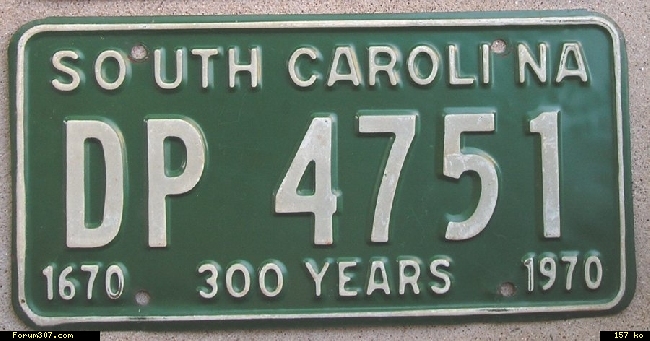 SOUTH CAROLINA
DP 4751
1670 300 YEARS 1970
Forum307.com 157 ko